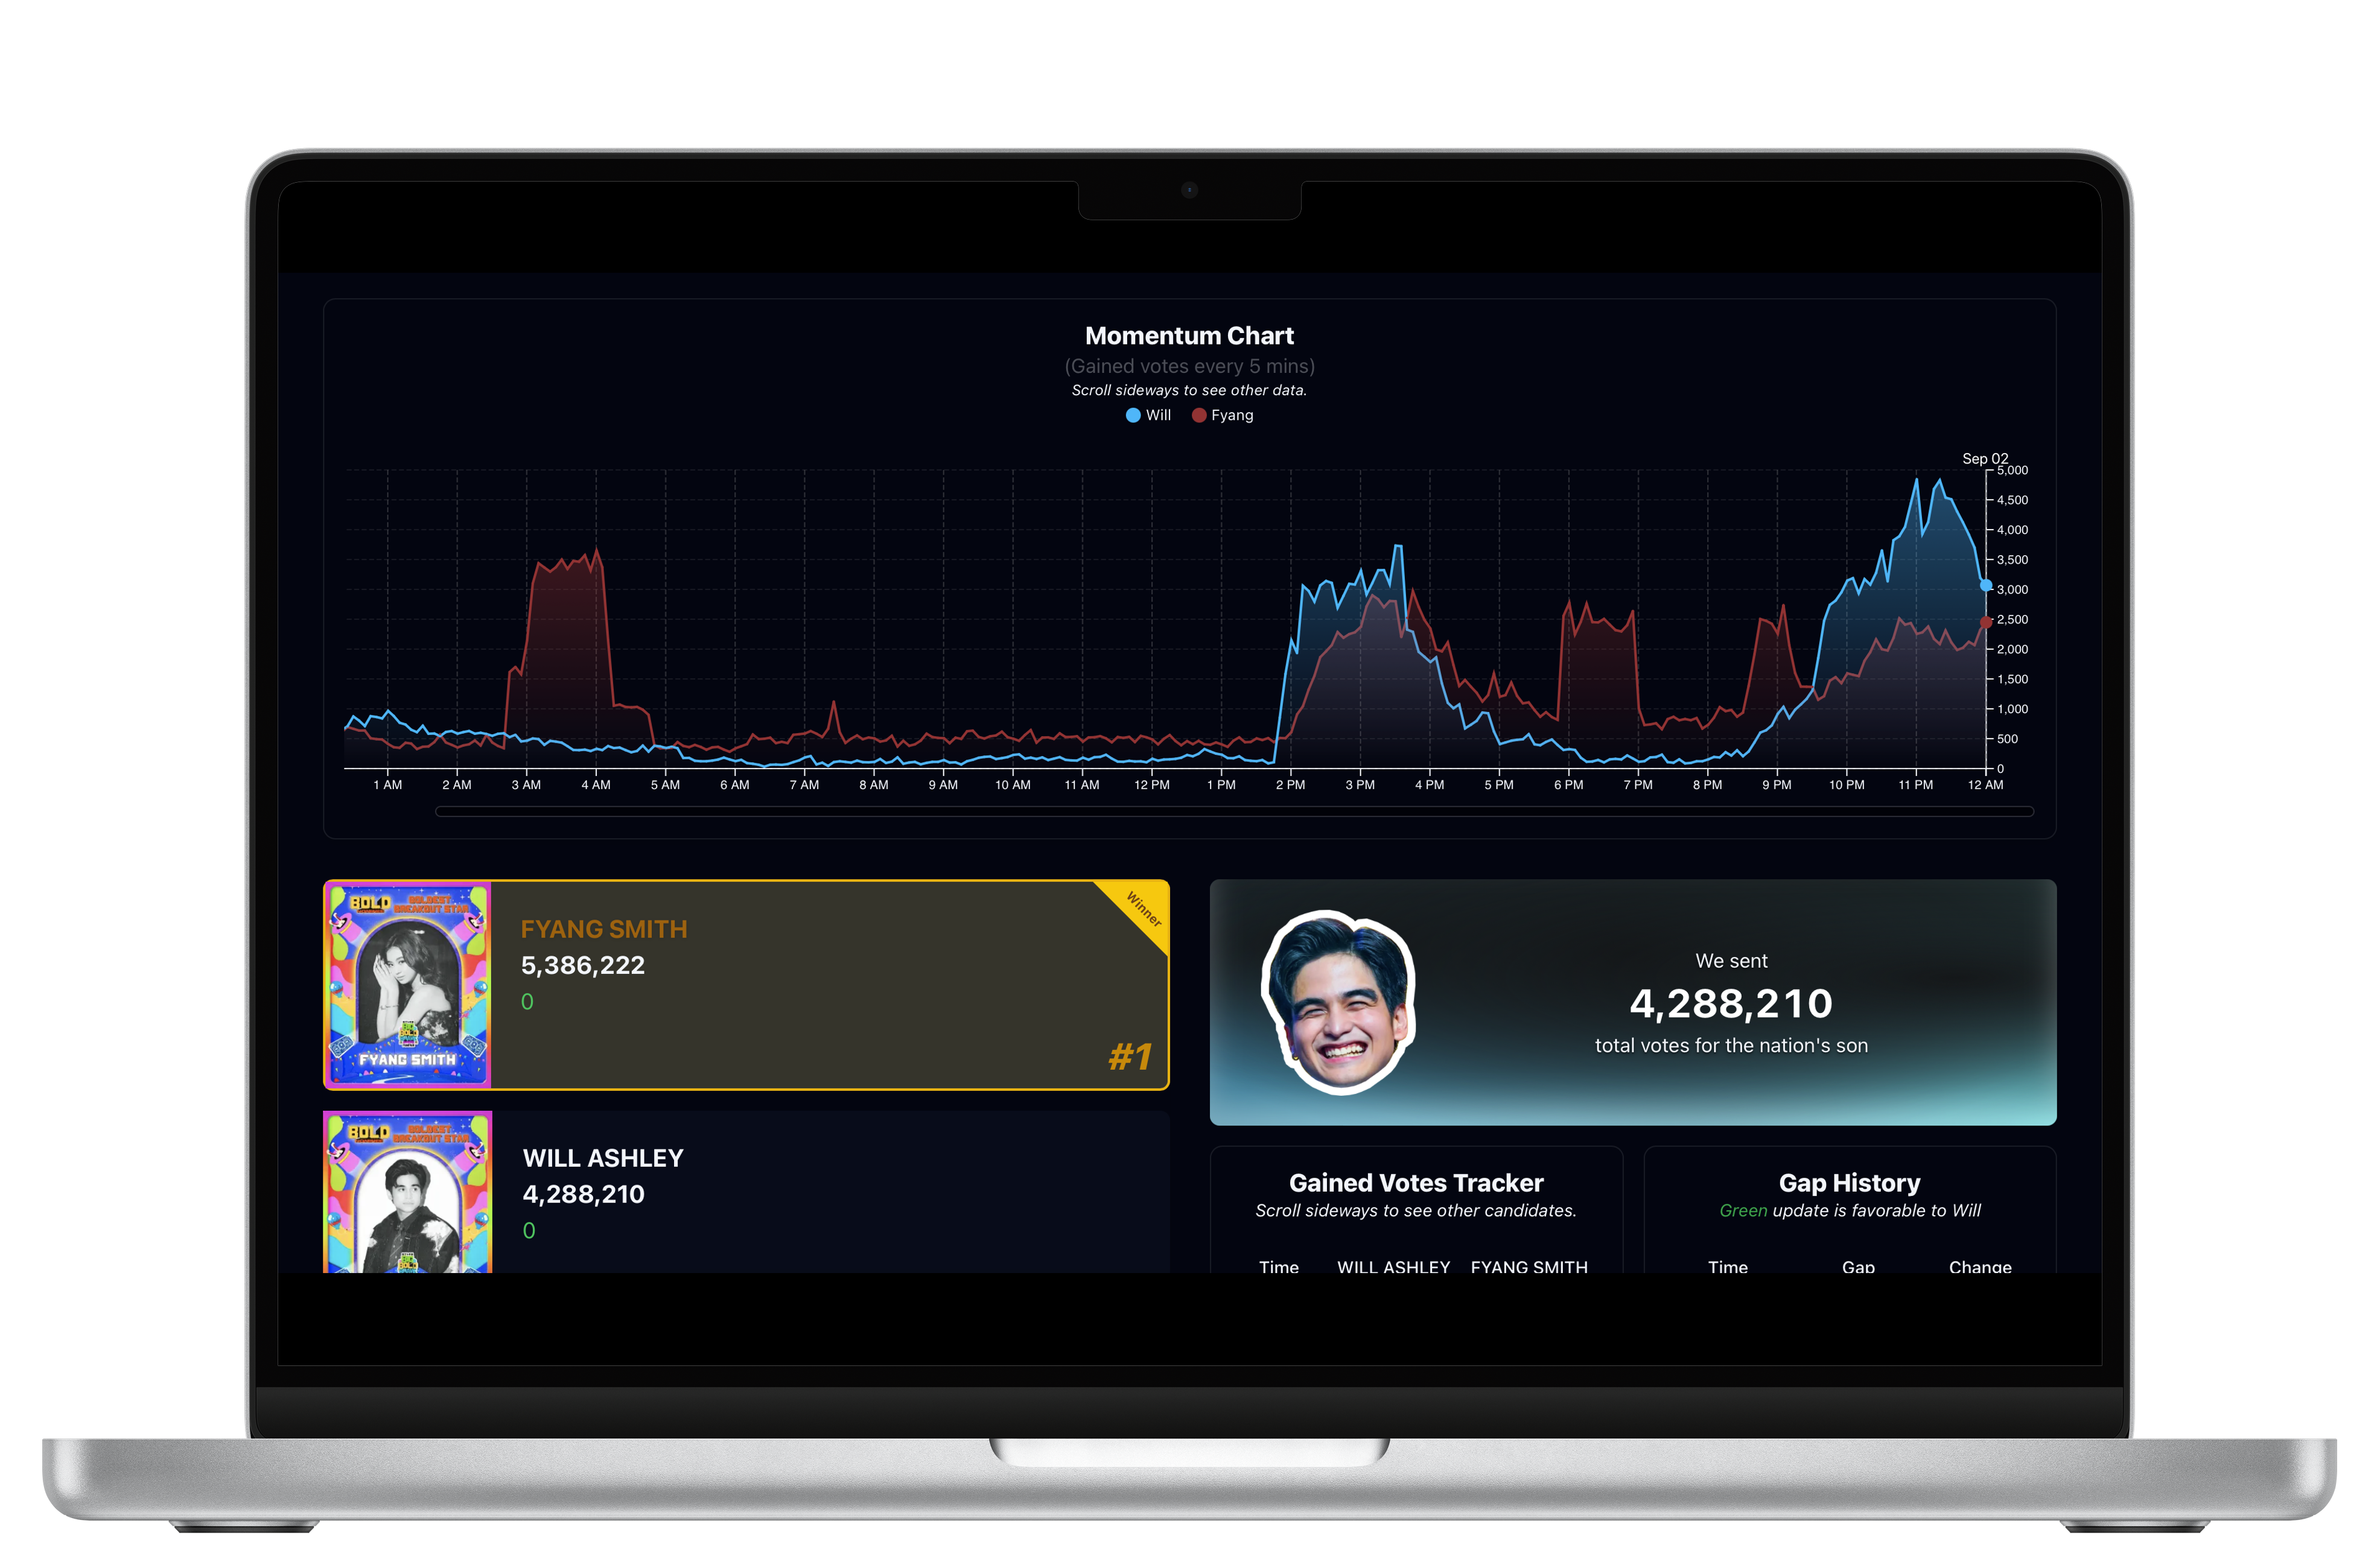 Momentum Chart
(Gained votes every 5 mins)
Scroll sideways to see other data.
Will Fyang
Sep 02
5,000
4,500
4,000
3,500
3,000
2,500
2,000
1,500
1,000
500
0
1 AM 2 AM 3 AM 4 AM 5 AM 6 AM 7 AM 8 AM 9 AM 10 AM 11 AM 12 PM 1 PM 2 PM 3 PM 4 PM 5 PM 6 PM 7 PM 8 PM 9 PM 10 PM 11 PM 12 AM
BOLD
BOLDEST
BREAKOUT STAR
FYANG SMITH
FYANG SMITH
5,386,222
0
Winner
#1
We sent
4,288,210
total votes for the nation's son
BOLD
BOLDEST
BREAKOUT STAR
WILL ASHLEY
4,288,210
0
Gained Votes Tracker
Scroll sideways to see other candidates.
Time WILL ASHLEY FYANG SMITH
Gap History
Green update is favorable to Will
Time Gap Change